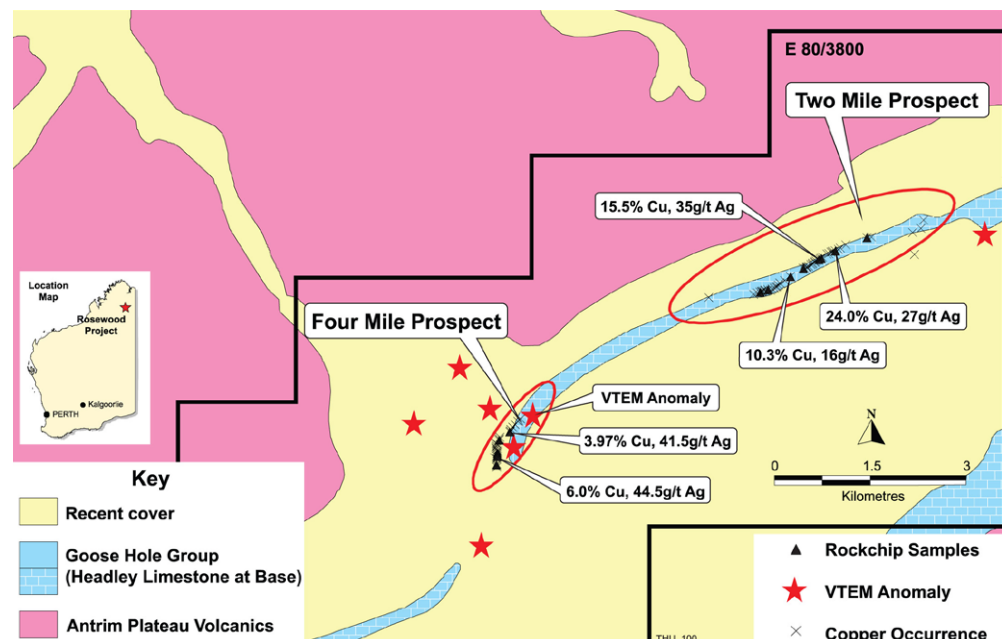 E 80/3800
Two Mile Prospect
15.5% Cu, 35g/t Ag
Location
Map
Rosewood
Project
Kalgoorlie
PERTH
Four Mile Prospect
24.0% Cu, 27g/t Ag
10.3% Cu, 16g/t Ag
VTEM Anomaly
3.97% Cu, 41.5g/t Ag
6.0% Cu, 44.5g/t Ag
N
0 1.5 3
Kilometres
Key
Recent cover
Goose Hole Group
(Headley Limestone at Base)
Antrim Plateau Volcanics
Rockchip Samples
VTEM Anomaly
Copper Occurrence